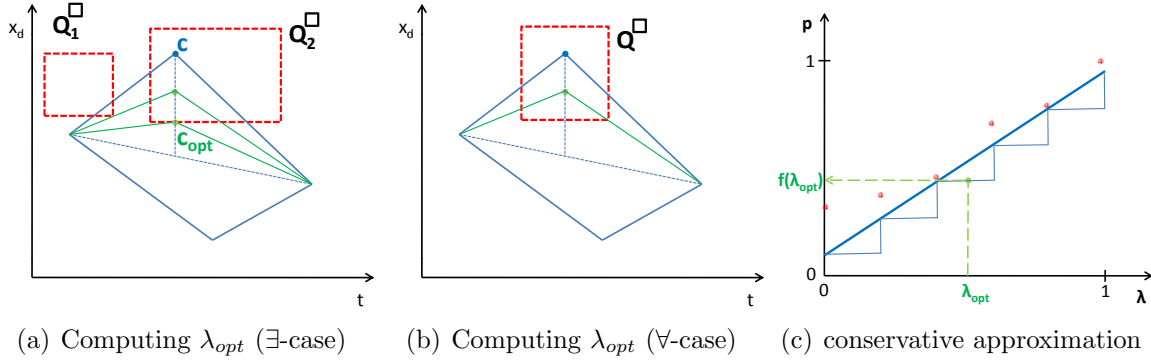 x_d
Q_1^□
Q_2^□
c
c_opt
t
(a) Computing λ_opt (∃-case)
x_d
Q^□
t
(b) Computing λ_opt (∀-case)
p
1
f(λ_opt)
0
0
λ_opt
1
λ
(c) conservative approximation